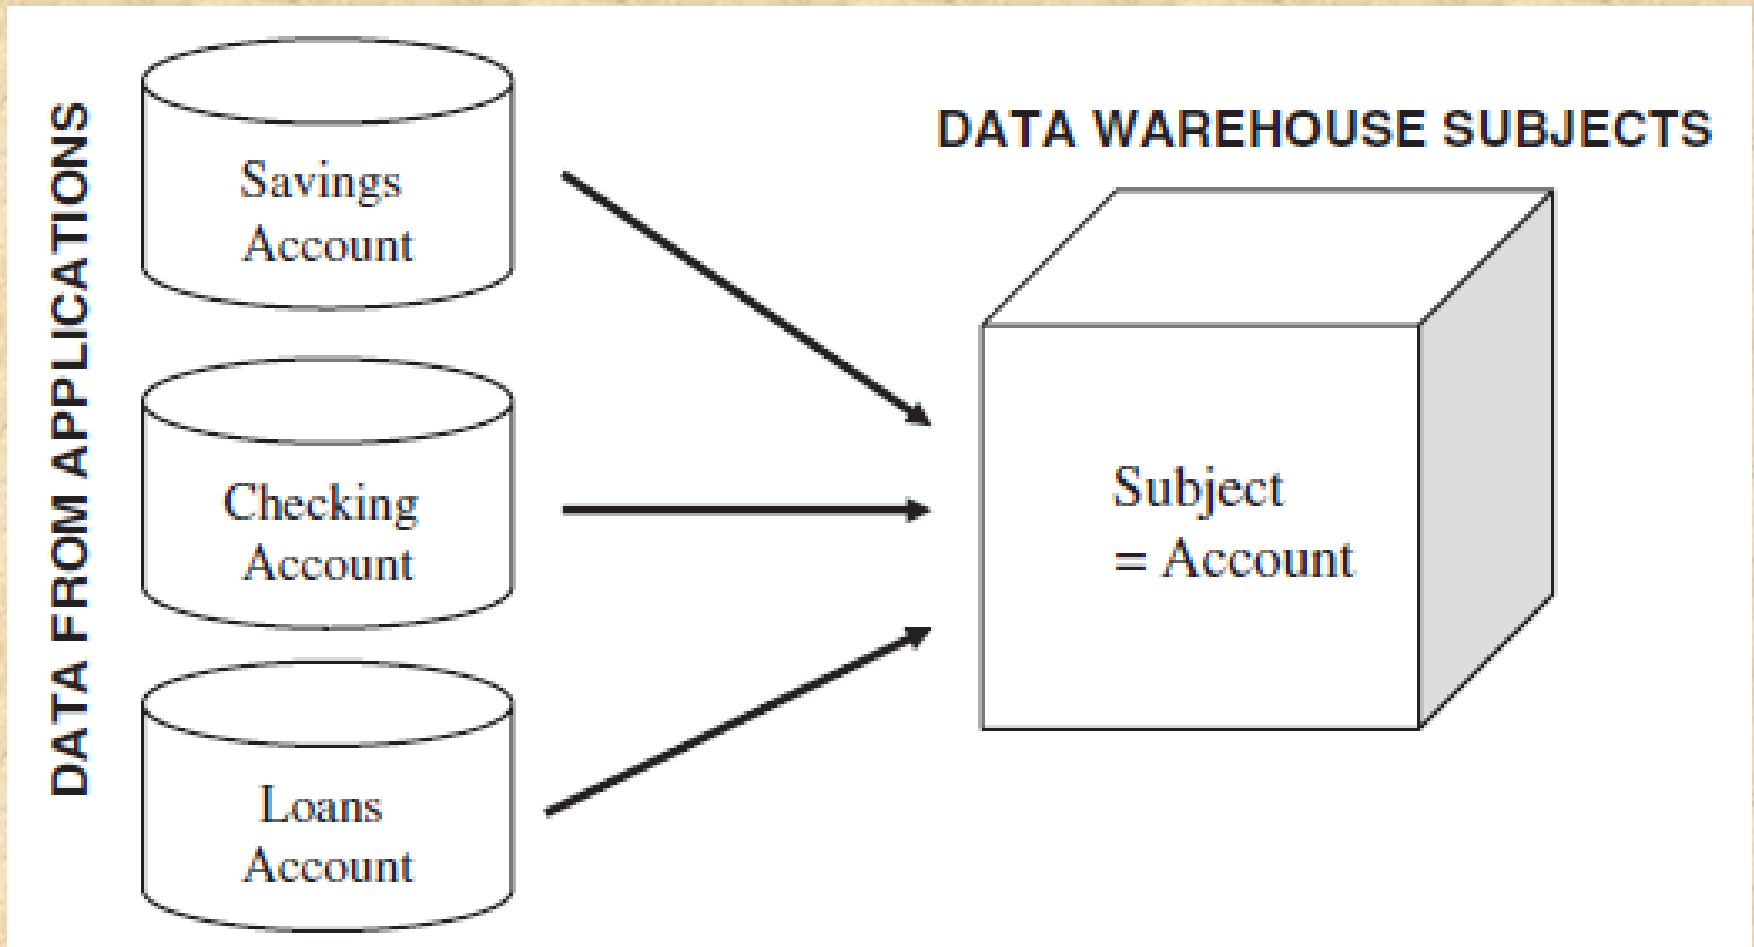 DATA FROM APPLICATIONS
Savings
Account
Checking
Account
Loans
Account
DATA WAREHOUSE SUBJECTS
Subject
= Account